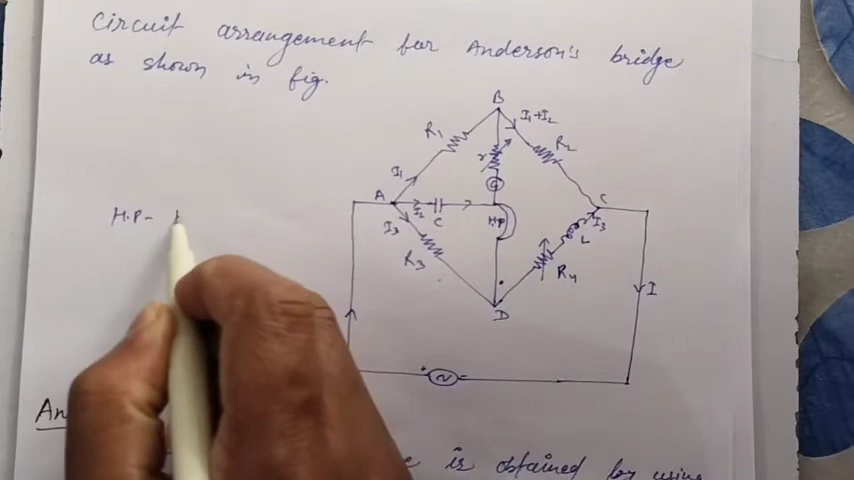 Circuit arrangement for Anderson's bridge
as shown in fig.
B
I₁+I₂
R₁
R₂
r
I₁
G
A
I₂
C
H.P
C
I₃
I₃
L
R₃
R₄
D
I
H.P-
+
-
An
is obtained by using